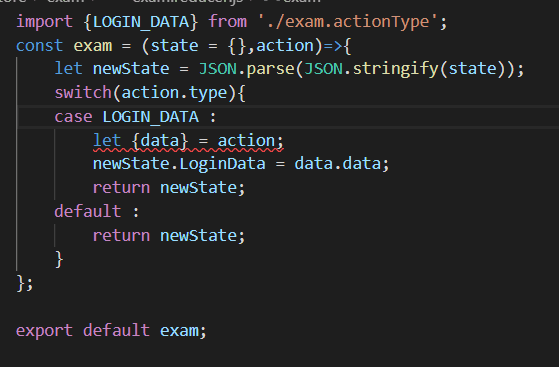 import {LOGIN_DATA} from './exam.actionType';
const exam = (state = {},action)=>{
    let newState = JSON.parse(JSON.stringify(state));
    switch(action.type){
    case LOGIN_DATA :
        let {data} = action;
        newState.LoginData = data.data;
        return newState;
    default :
        return newState;
    }
};

export default exam;